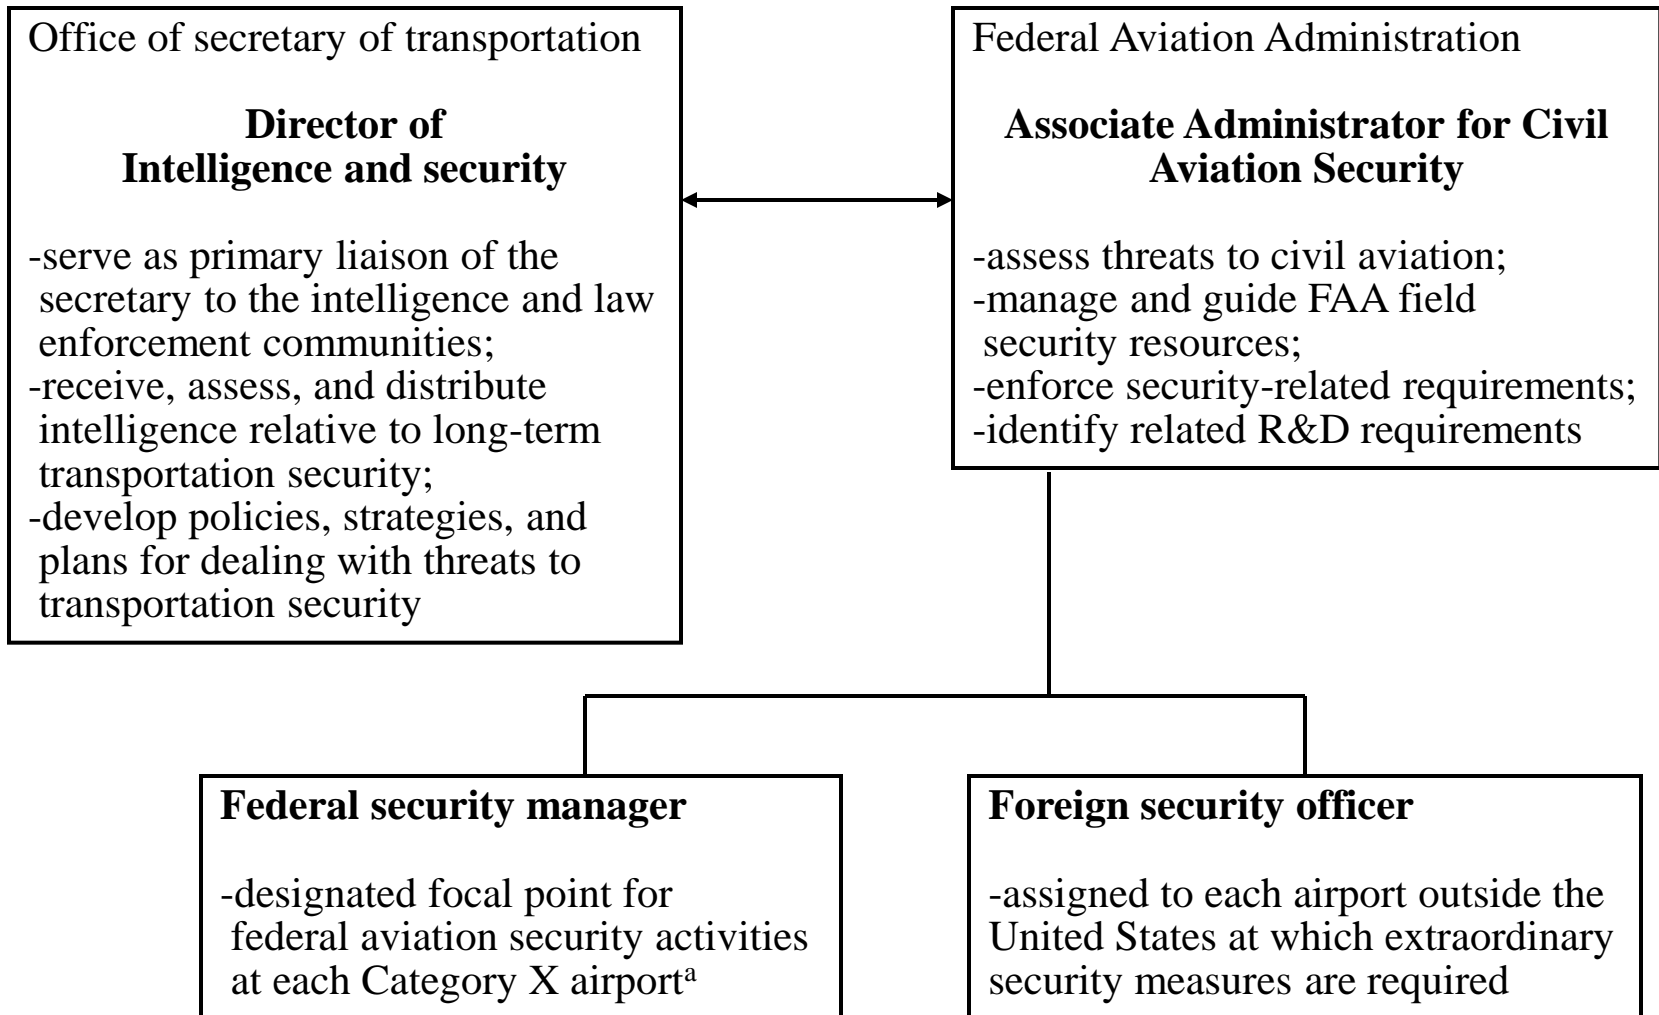 Office of secretary of transportation
Director of
Intelligence and security
-serve as primary liaison of the
secretary to the intelligence and law
enforcement communities;
-receive, assess, and distribute
intelligence relative to long-term
transportation security;
-develop policies, strategies, and
plans for dealing with threats to
transportation security
Federal Aviation Administration
Associate Administrator for Civil
Aviation Security
-assess threats to civil aviation;
-manage and guide FAA field
security resources;
-enforce security-related requirements;
-identify related R&D requirements
Federal security manager
-designated focal point for
federal aviation security activities
at each Category X airportᵃ
Foreign security officer
-assigned to each airport outside the
United States at which extraordinary
security measures are required